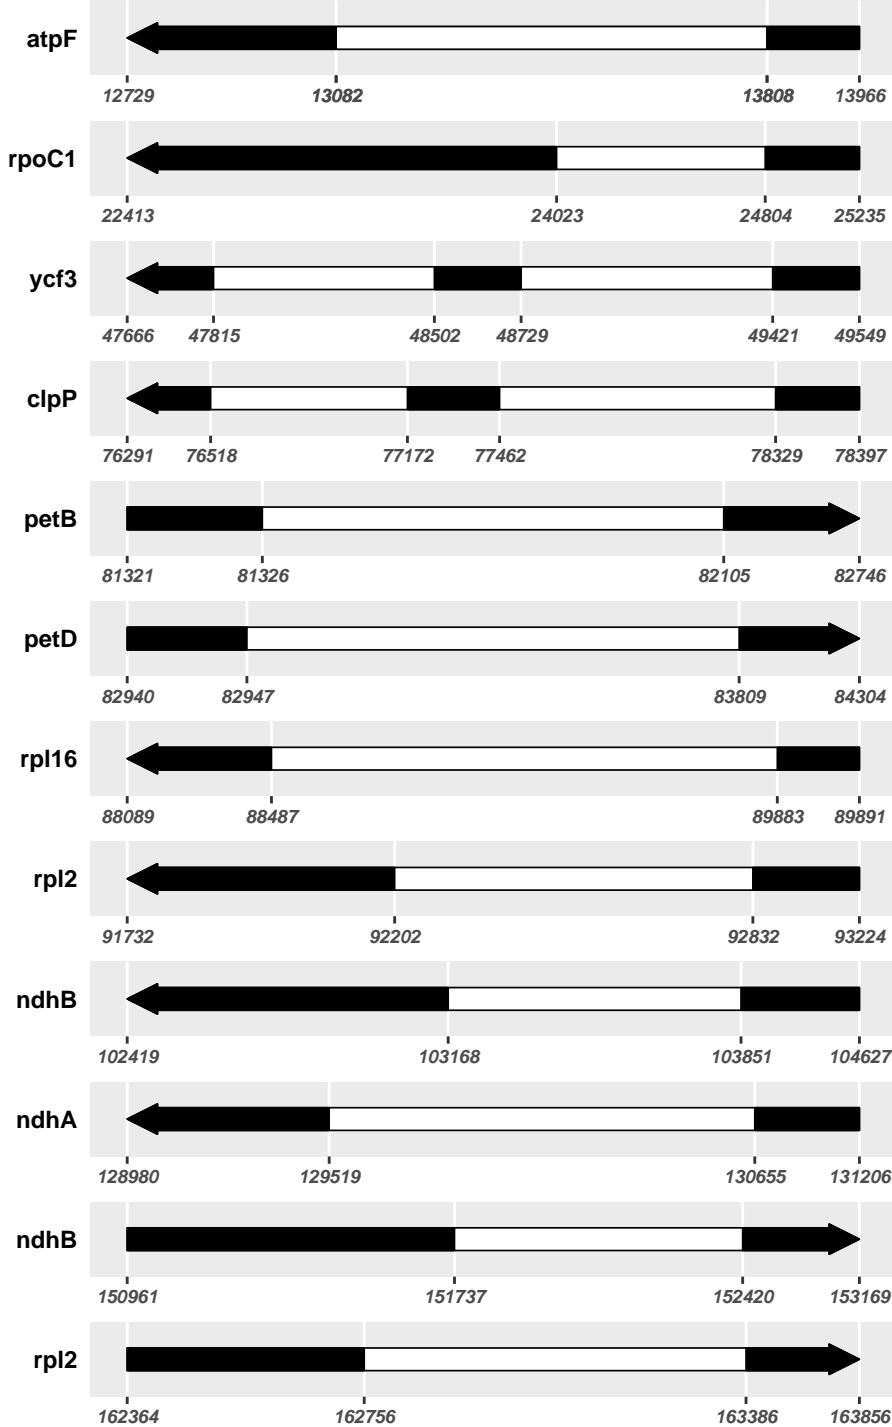 atpF
12729 13082 13808 13966
rpoC1
22413 24023 24804 25235
ycf3
47666 47815 48502 48729 49421 49549
clpP
76291 76518 77172 77462 78329 78397
petB
81321 81326 82105 82746
petD
82940 82947 83809 84304
rpl16
88089 88487 89883 89891
rpl2
91732 92202 92832 93224
ndhB
102419 103168 103851 104627
ndhA
128980 129519 130655 131206
ndhB
150961 151737 152420 153169
rpl2
162364 162756 163386 163856